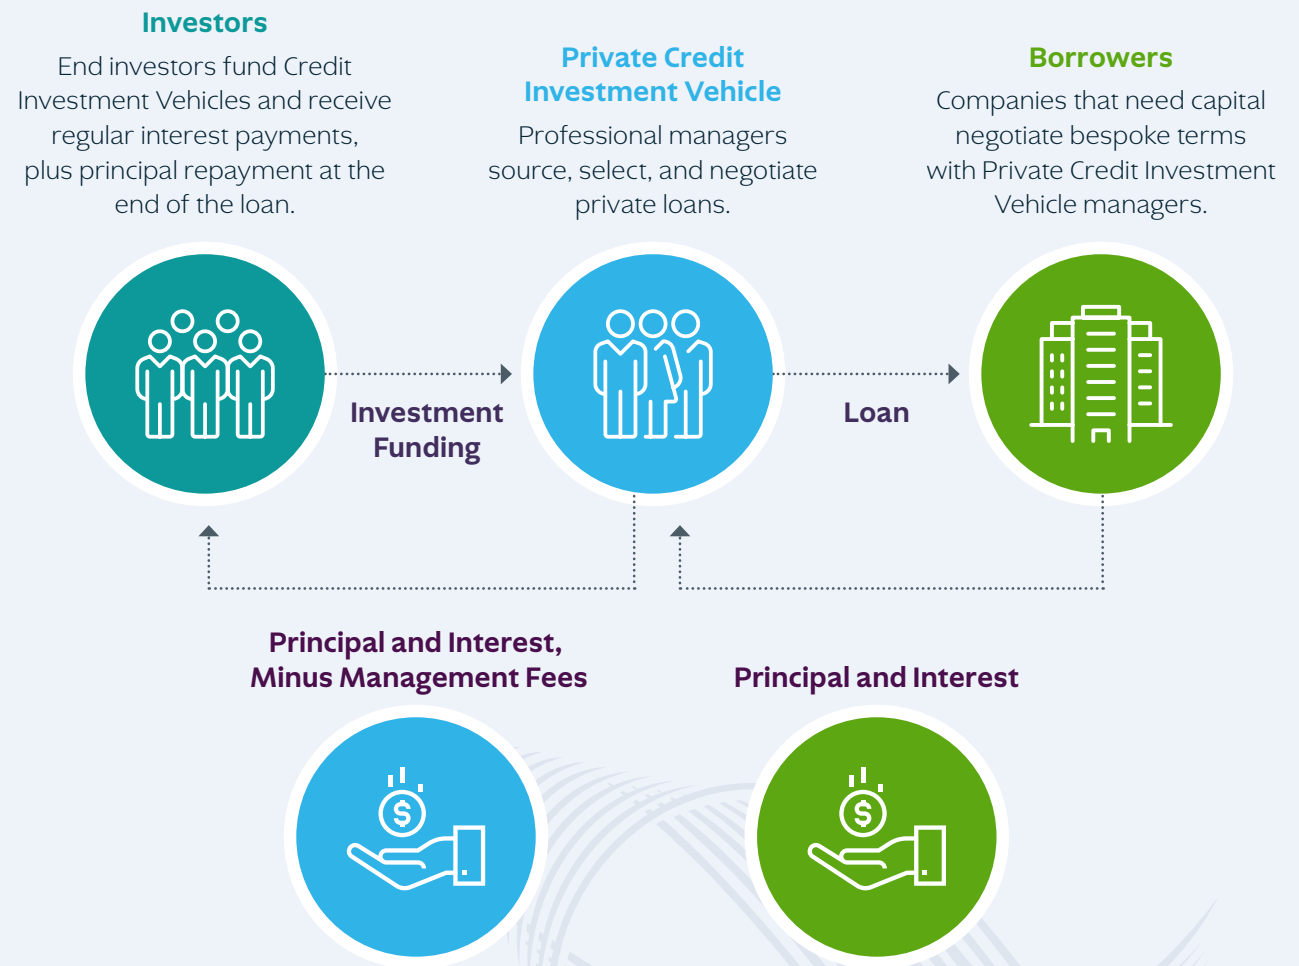 Investors
End investors fund Credit
Investment Vehicles and receive
regular interest payments,
plus principal repayment at the
end of the loan.
Private Credit
Investment Vehicle
Professional managers
source, select, and negotiate
private loans.
Borrowers
Companies that need capital
negotiate bespoke terms
with Private Credit Investment
Vehicle managers.
Investment
Funding
Loan
Principal and Interest,
Minus Management Fees
Principal and Interest
$
$